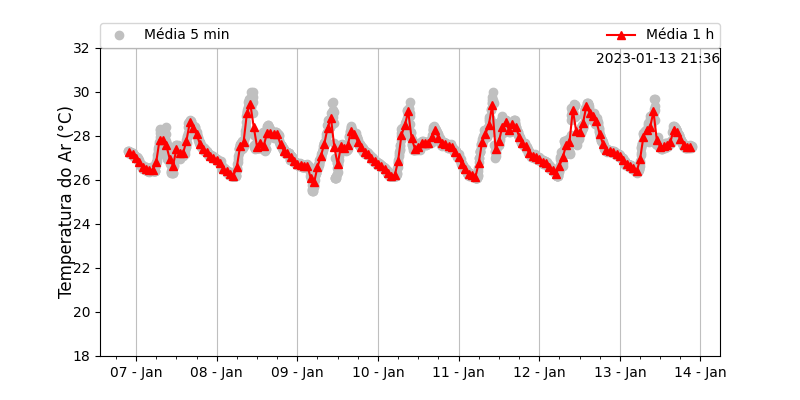 Média 5 min
Média 1 h
2023-01-13 21:36
Temperatura do Ar (°C)
32
30
28
26
24
22
20
18
07 - Jan
08 - Jan
09 - Jan
10 - Jan
11 - Jan
12 - Jan
13 - Jan
14 - Jan